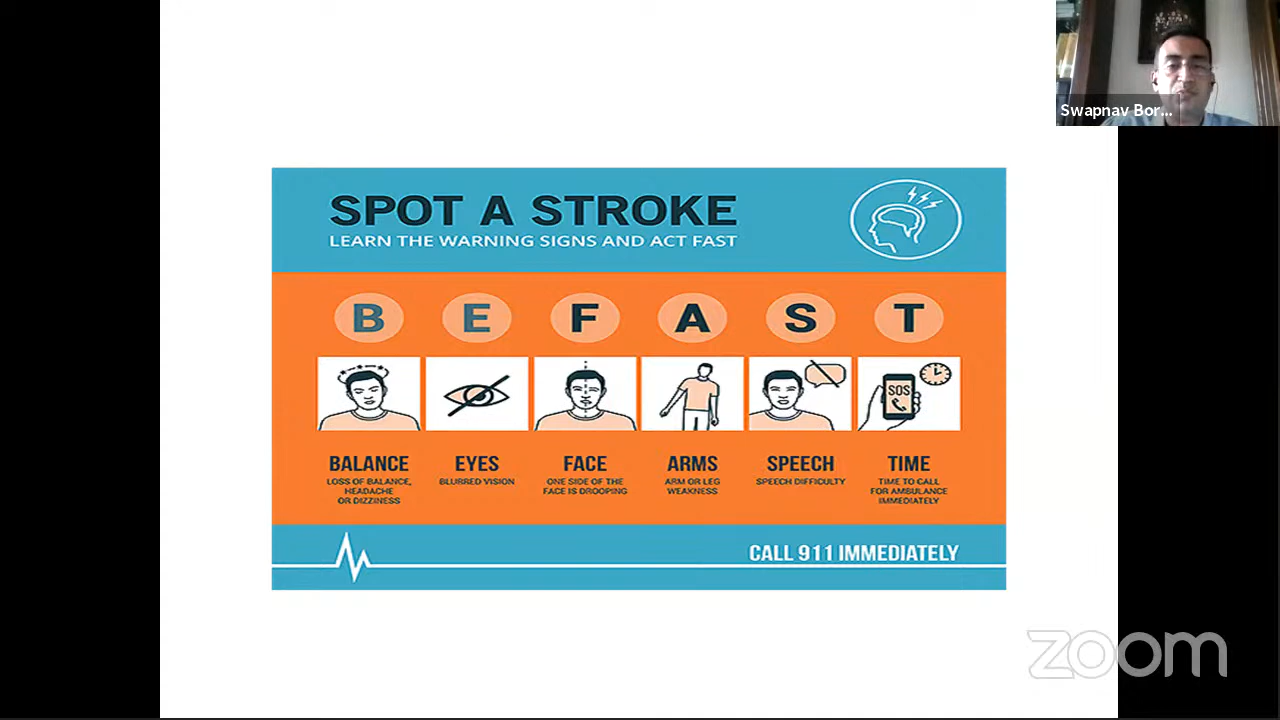 Swapnav Bor...
SPOT A STROKE
LEARN THE WARNING SIGNS AND ACT FAST
B E F A S T
SOS
BALANCE
LOSS OF BALANCE,
HEADACHE
OR DIZZINESS
EYES
BLURRED VISION
FACE
ONE SIDE OF THE
FACE IS DROOPING
ARMS
ARM OR LEG
WEAKNESS
SPEECH
SPEECH DIFFICULTY
TIME
TIME TO CALL
FOR AMBULANCE
IMMEDIATELY
CALL 911 IMMEDIATELY
zoom